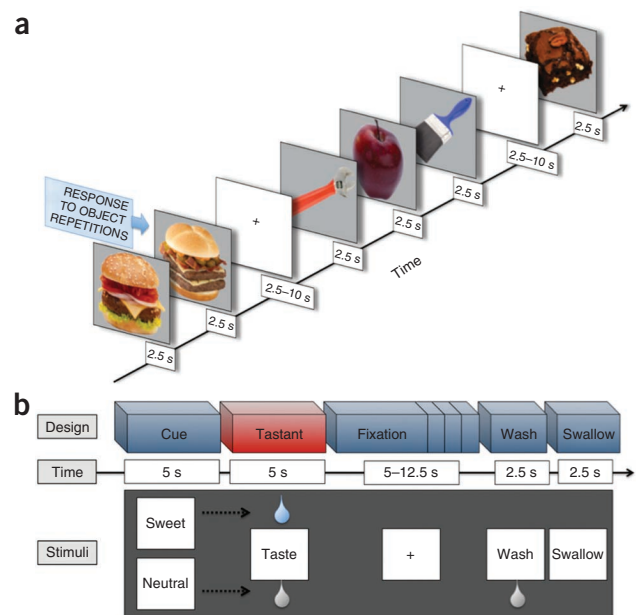 a
RESPONSE
TO OBJECT
REPETITIONS
+
+
2.5 s
2.5 s
2.5–10 s
2.5 s
2.5 s
2.5 s
2.5–10 s
2.5 s
Time
b
Design
Cue
Tastant
Fixation
Wash
Swallow
Time
5 s
5 s
5–12.5 s
2.5 s
2.5 s
Stimuli
Sweet
Neutral
Taste
+
Wash
Swallow